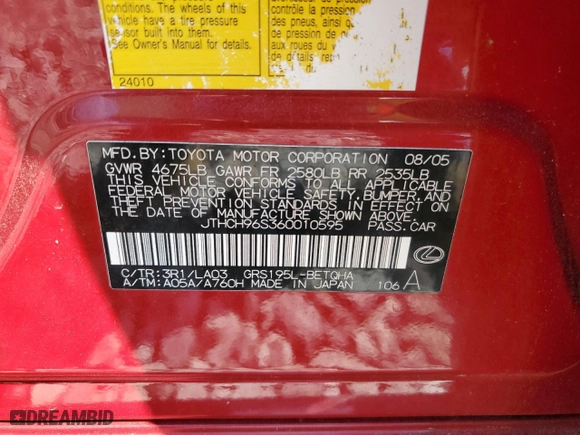 conditions. The wheels of this
vehicle have a tire pressure
sensor built into them.
See Owner's Manual for details.
24010
contrôle la pression
des pneus, ainsi
ou
aux roues du
MFD. BY: TOYOTA MOTOR CORPORATION 08/05
GVWR 4675LB GAWR FR 2580LB RR 2535LB
THIS VEHICLE CONFORMS TO ALL APPLICABLE
FEDERAL MOTOR VEHICLE SAFETY, BUMPER, AND
THEFT PREVENTION STANDARDS IN EFFECT ON
THE DATE OF MANUFACTURE SHOWN ABOVE.
JTHCH96S360010595 PASS.CAR
C/TR:3R1/LA03 GRS195L-BETQHA
A/TM:A05A/A760H MADE IN JAPAN 106 A
DREAMBID